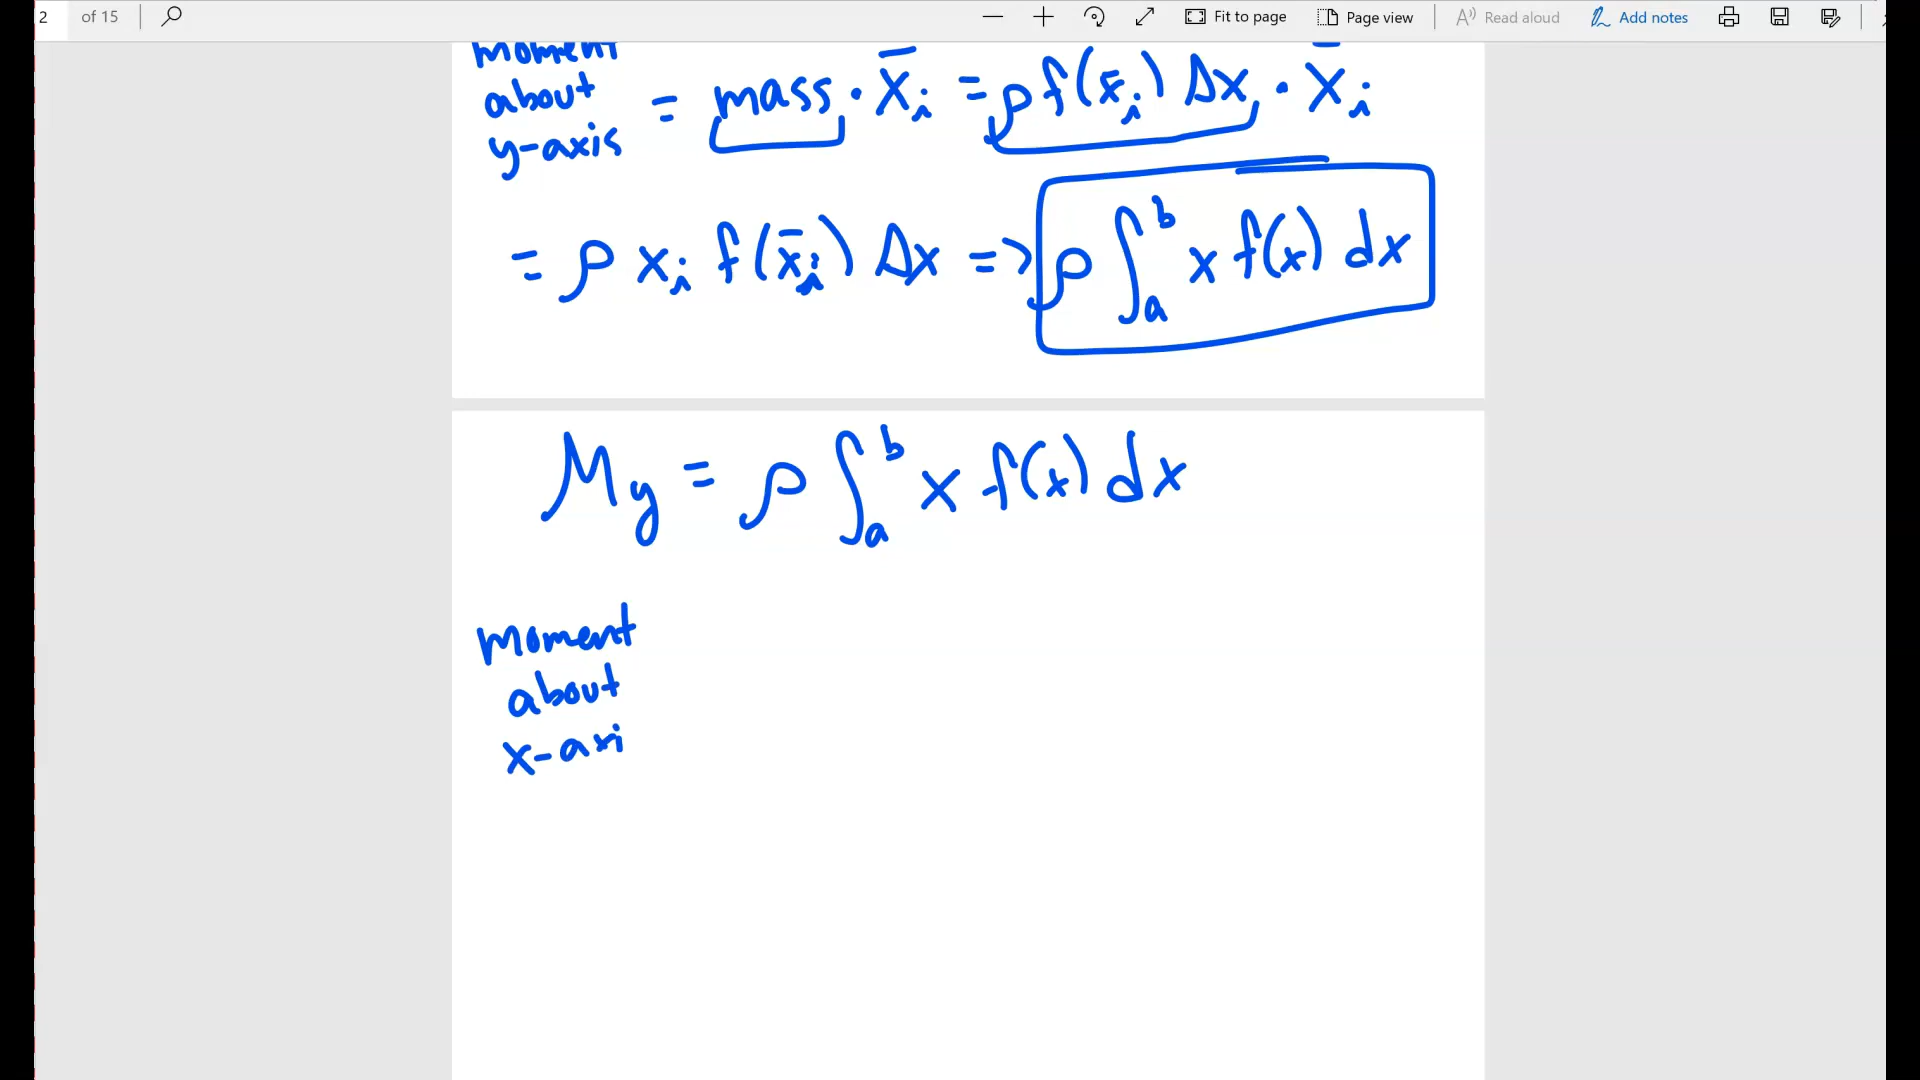 2 of 15 Fit to page Page view Read aloud Add notes
moment
about
y-axis = mass · x̄ᵢ = ρ f(x̄ᵢ) Δx · x̄ᵢ
= ρ xᵢ f(x̄ᵢ) Δx => ρ ∫ₐᵇ x f(x) dx
My = ρ ∫ₐᵇ x f(x) dx
moment
about
x-axi